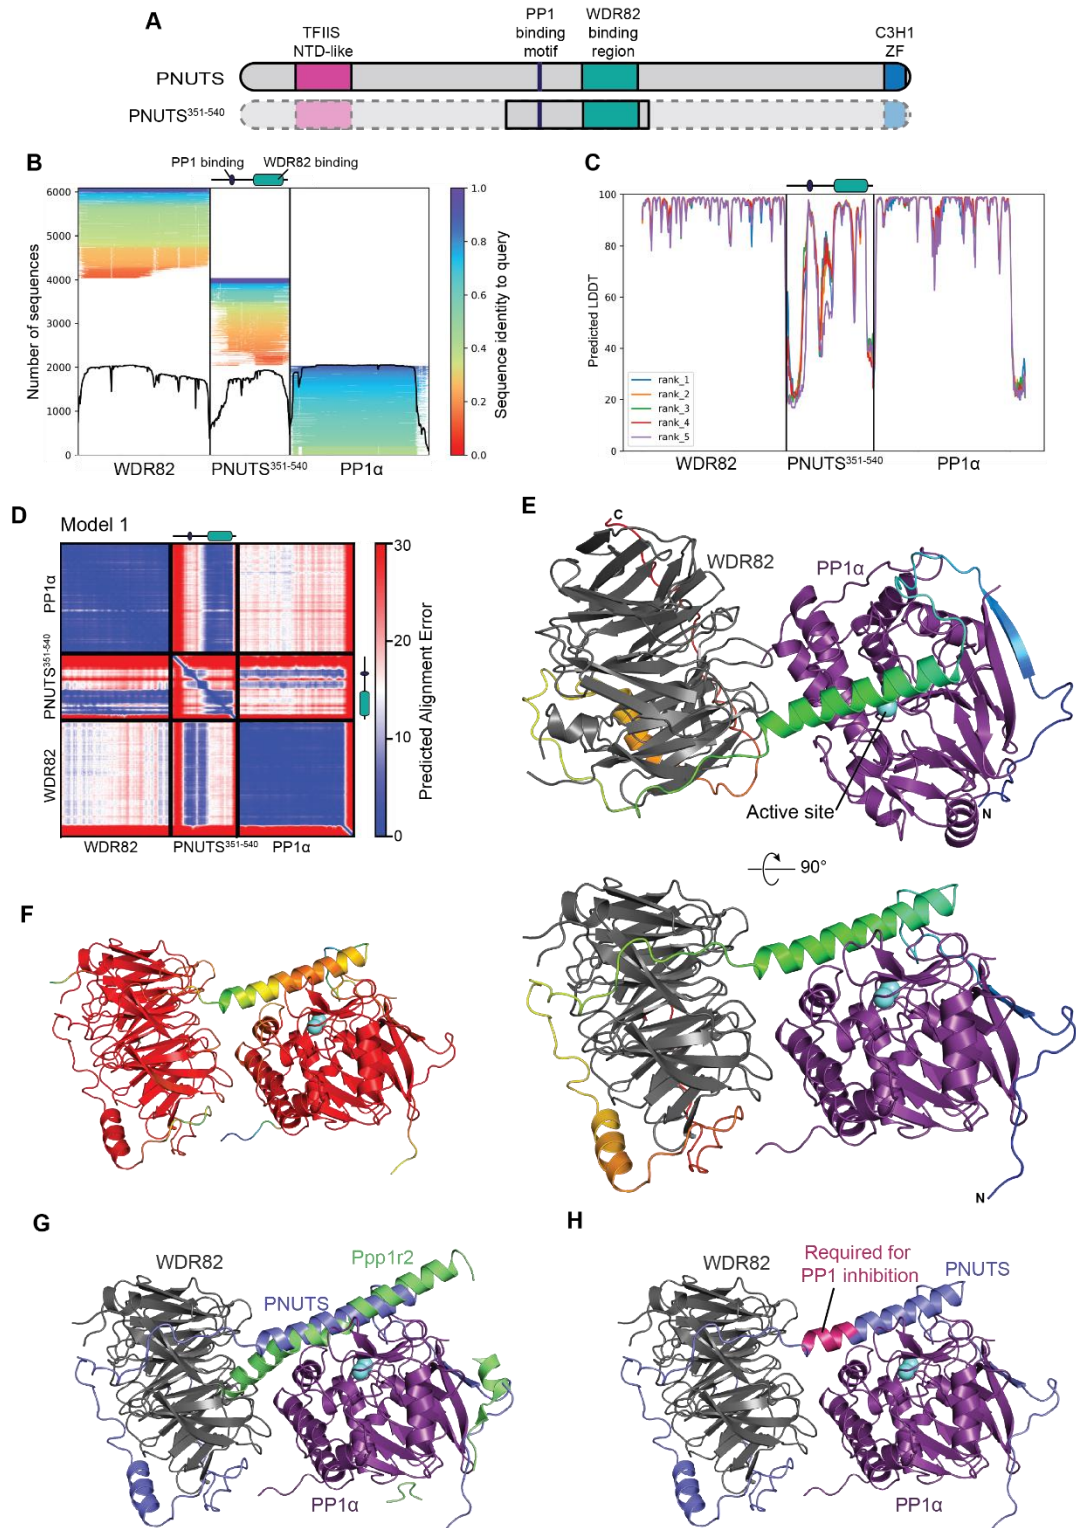 A
TFIIS
NTD-like
PP1
binding
motif
WDR82
binding
region
C3H1
ZF
PNUTS
PNUTS351-540
B
PP1 binding
WDR82 binding
Number of sequences
6000
5000
4000
3000
2000
1000
0
WDR82
PNUTS351-540
PP1α
1.0
0.8
0.6
0.4
0.2
0.0
Sequence identity to query
C
Predicted LDDT
100
80
60
40
20
0
rank_1
rank_2
rank_3
rank_4
rank_5
WDR82
PNUTS351-540
PP1α
D
Model 1
PP1α
PNUTS351-540
WDR82
WDR82
PNUTS351-540
PP1α
30
20
10
0
Predicted Alignment Error
E
C
WDR82
PP1α
Active site
N
90°
N
F
G
WDR82
Ppp1r2
PNUTS
PP1α
H
WDR82
Required for
PP1 inhibition
PNUTS
PP1α